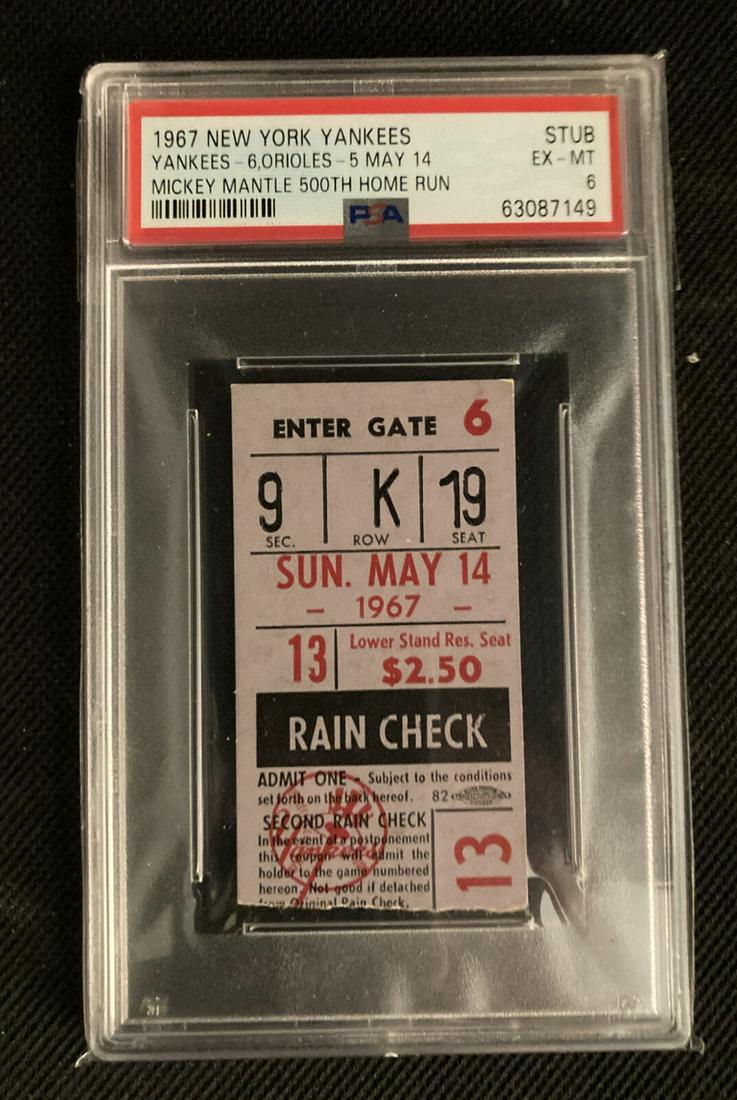 1967 NEW YORK YANKEES STUB
YANKEES-6,ORIOLES-5 MAY 14 EX-MT
MICKEY MANTLE 500TH HOME RUN 6
PSA 63087149
ENTER GATE 6
9 K 19
SEC. ROW SEAT
SUN. MAY 14
- 1967 -
13 Lower Stand Res. Seat
$2.50
RAIN CHECK
ADMIT ONE - Subject to the conditions
set forth on the back hereof. 82
SECOND RAIN CHECK
In the event of a postponement
this coupon will admit the
holder to the game numbered
hereon Not good if detached
from Original Rain Check.
13
Yankees